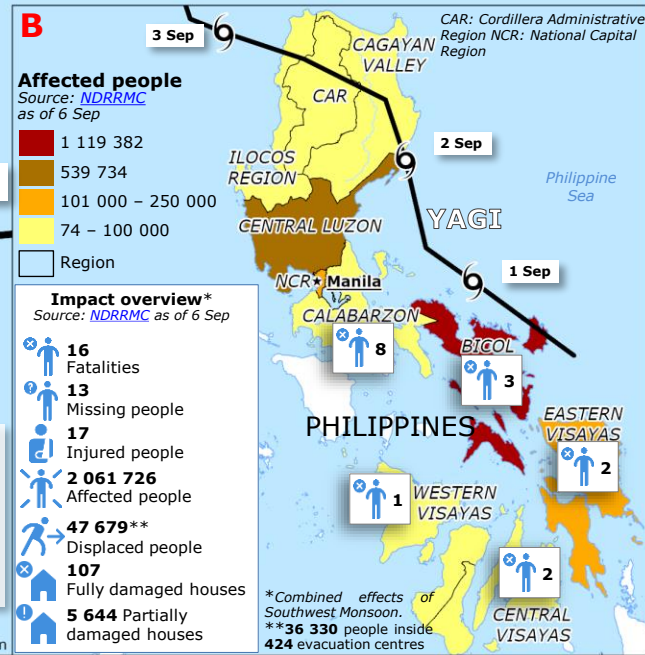 B
3 Sep
CAR: Cordillera Administrative
Region NCR: National Capital
Region
CAGAYAN
VALLEY
Affected people
Source: NDRRMC
as of 6 Sep
CAR
1 119 382
539 734
101 000 – 250 000
74 – 100 000
Region
2 Sep
ILOCOS
REGION
Philippine
Sea
YAGI
CENTRAL LUZON
NCR
Manila
1 Sep
Impact overview*
Source: NDRRMC as of 6 Sep
16
Fatalities
13
Missing people
17
Injured people
2 061 726
Affected people
47 679**
Displaced people
107
Fully damaged houses
5 644 Partially
damaged houses
CALABARZON
8
BICOL
3
PHILIPPINES
EASTERN
VISAYAS
2
1
WESTERN
VISAYAS
2
CENTRAL
VISAYAS
*Combined effects of
Southwest Monsoon.
**36 330 people inside
424 evacuation centres